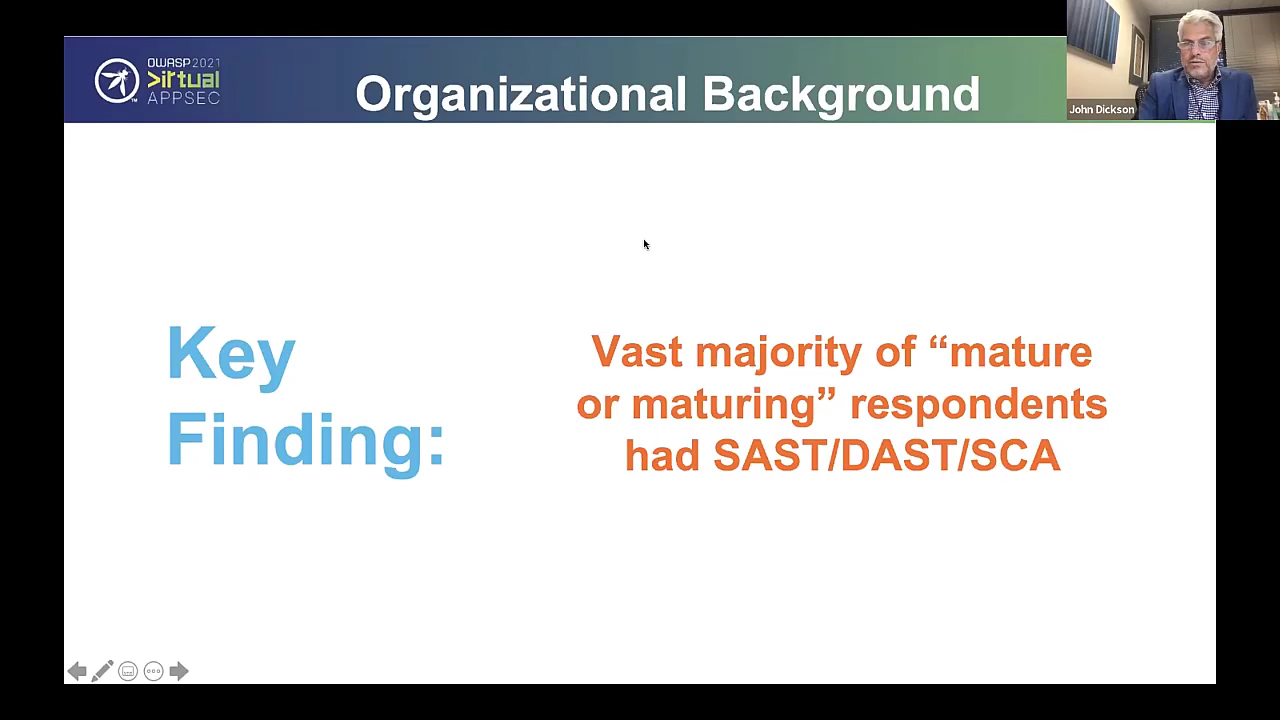 OWASP 2021
>irtual
APPSEC
Organizational Background
John Dickson
Key
Finding:
Vast majority of “mature
or maturing” respondents
had SAST/DAST/SCA